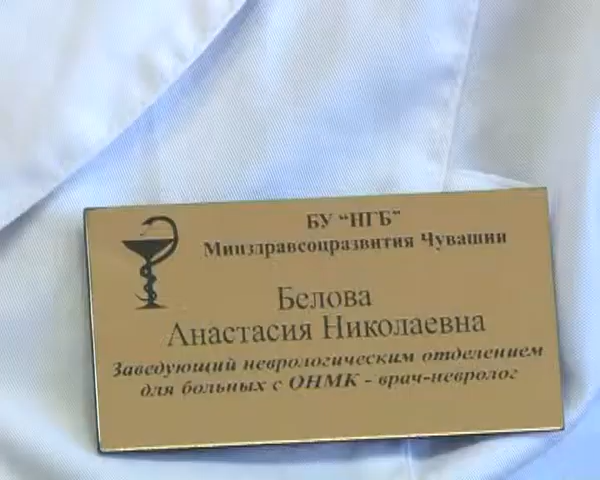 БУ “НГБ”
Минздравсоцразвития Чувашии
Белова
Анастасия Николаевна
Заведующий неврологическим отделением
для больных с ОНМК - врач-невролог